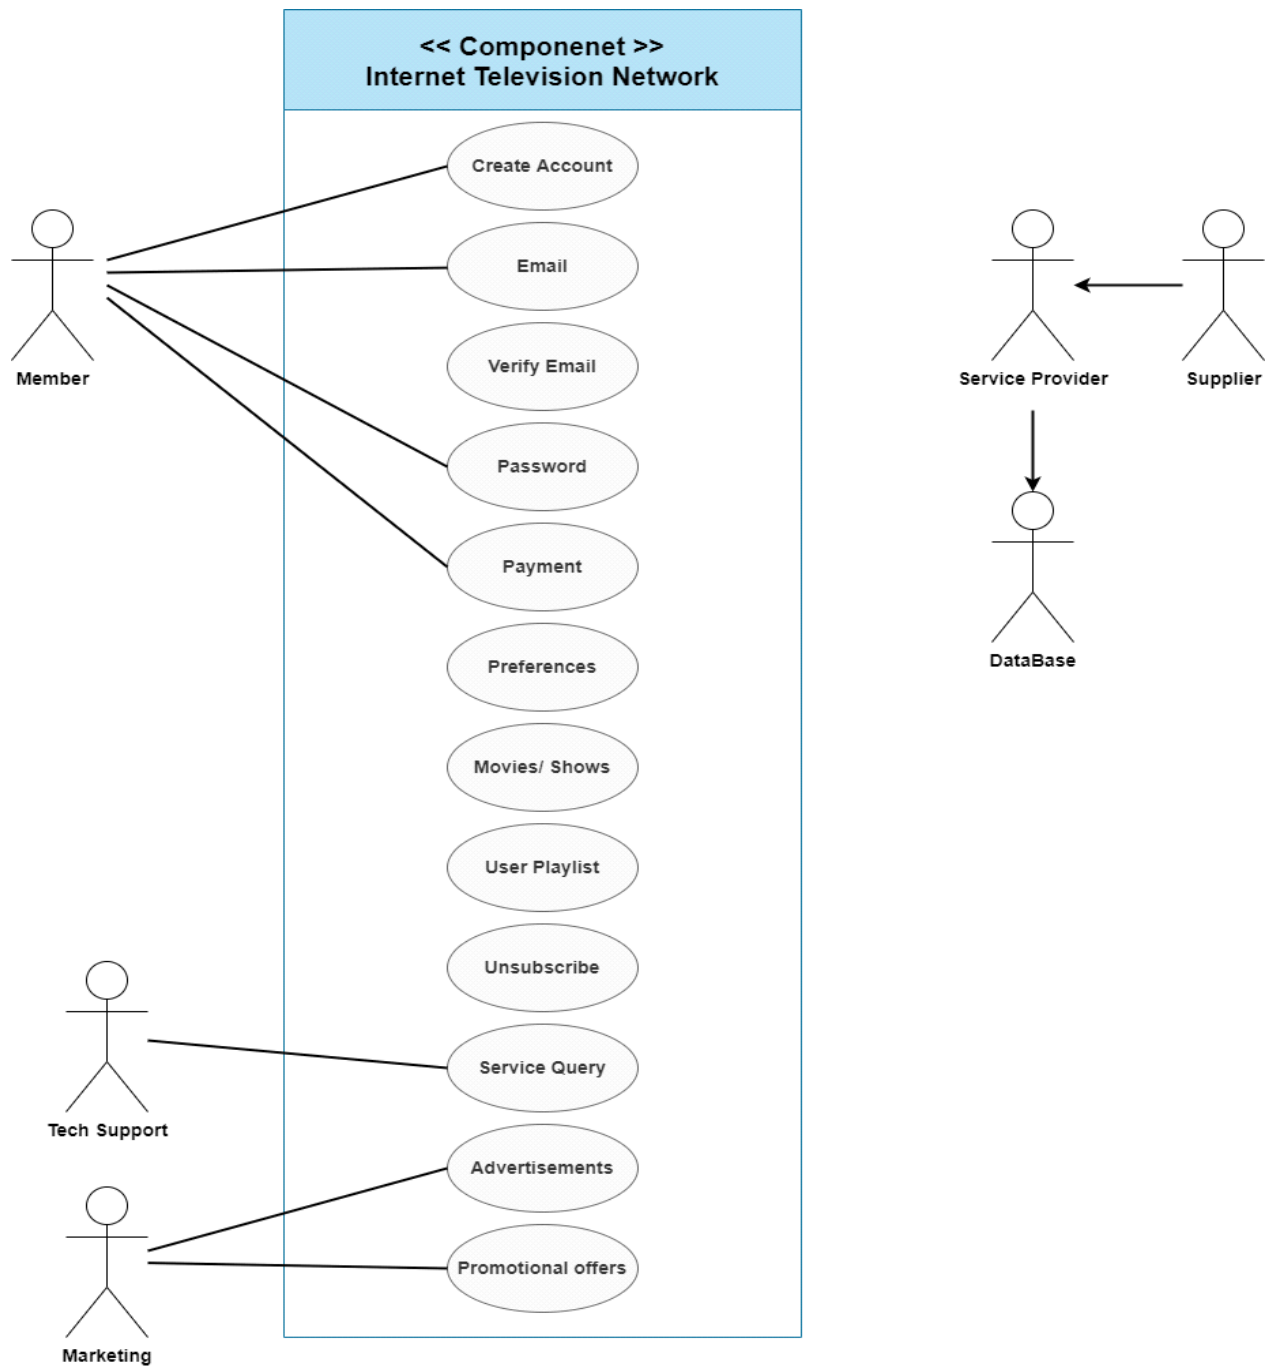 << Componenet >>
Internet Television Network
Create Account
Email
Verify Email
Password
Payment
Preferences
Movies/ Shows
User Playlist
Unsubscribe
Service Query
Advertisements
Promotional offers
Member
Tech Support
Marketing
Service Provider
Supplier
DataBase